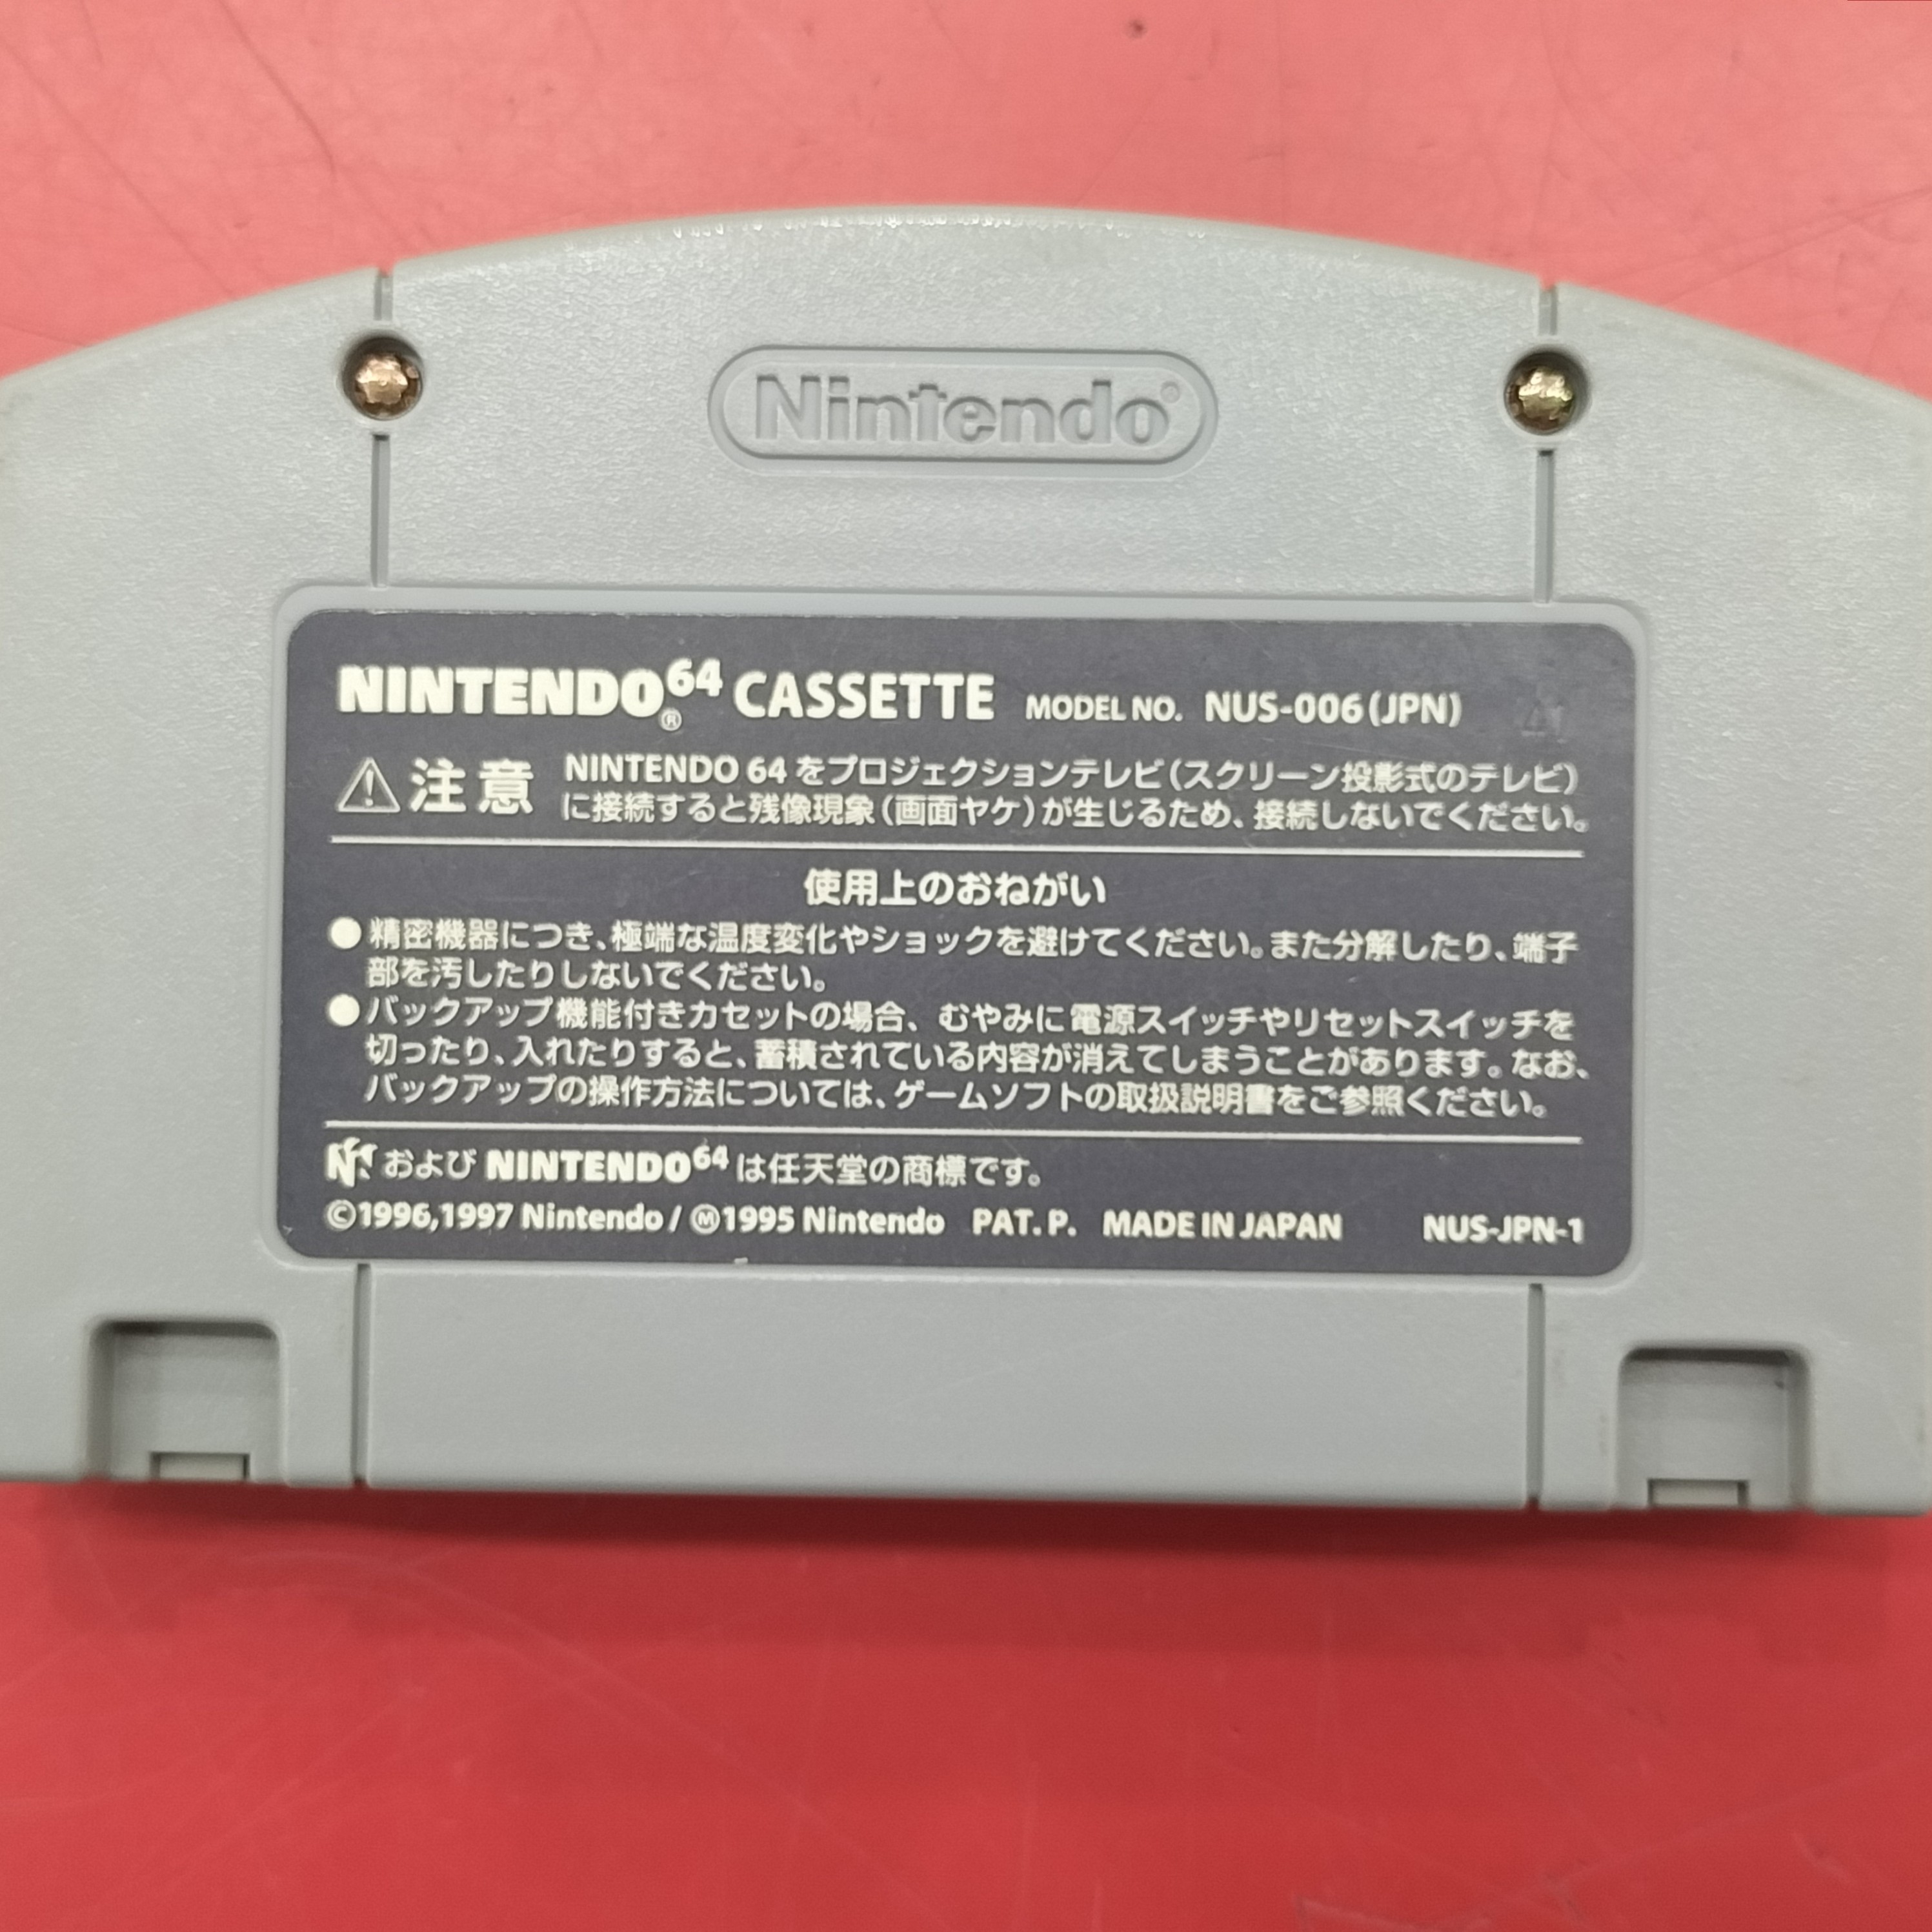 Nintendo®
NINTENDO64® CASSETTE MODEL NO. NUS-006(JPN)
⚠注意 NINTENDO 64 をプロジェクションテレビ(スクリーン投影式のテレビ)
に接続すると残像現象(画面ヤケ)が生じるため、接続しないでください。
使用上のおねがい
●精密機器につき、極端な温度変化やショックを避けてください。また分解したり、端子
部を汚したりしないでください。
●バックアップ機能付きカセットの場合、むやみに電源スイッチやリセットスイッチを
切ったり、入れたりすると、蓄積されている内容が消えてしまうことがあります。なお、
バックアップの操作方法については、ゲームソフトの取扱説明書をご参照ください。
および NINTENDO64 は任天堂の商標です。
©1996,1997 Nintendo / Ⓜ1995 Nintendo PAT. P. MADE IN JAPAN NUS-JPN-1